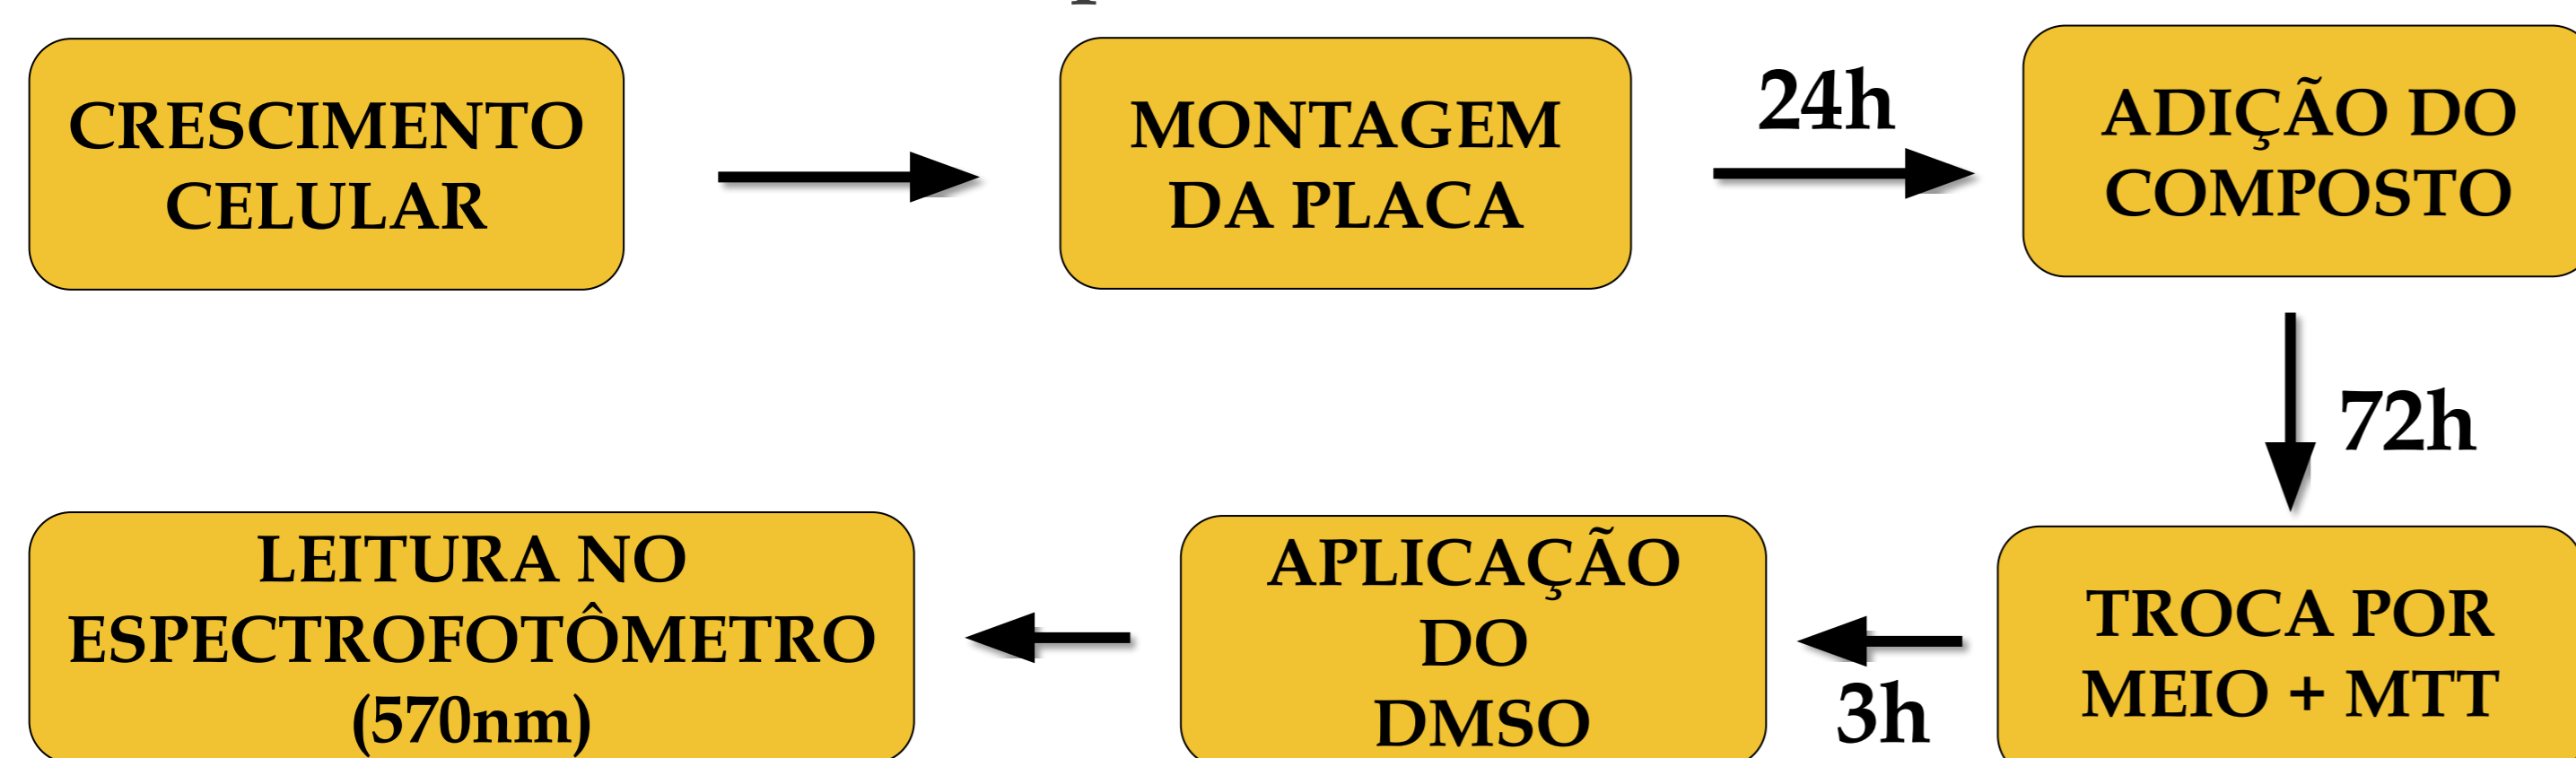 CRESCIMENTO
CELULAR
MONTAGEM
DA PLACA
24h
ADIÇÃO DO
COMPOSTO
72h
TROCA POR
MEIO + MTT
3h
APLICAÇÃO
DO
DMSO
LEITURA NO
ESPECTROFOTÔMETRO
(570nm)